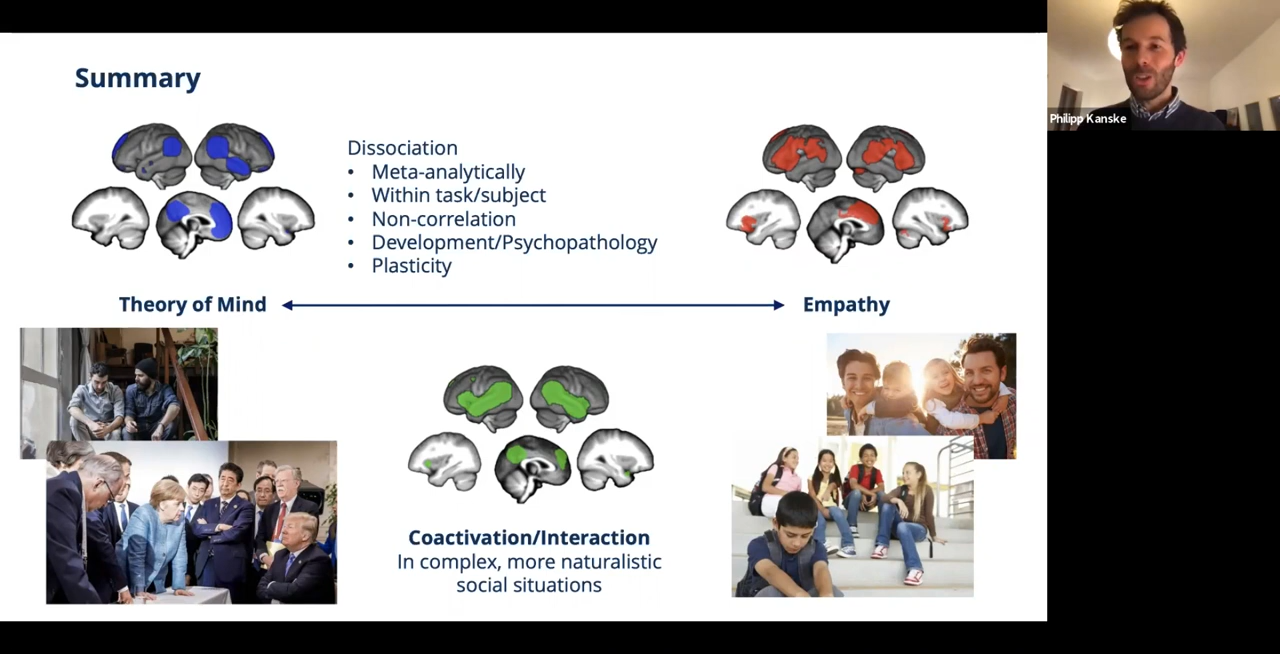 Summary
Dissociation
• Meta-analytically
• Within task/subject
• Non-correlation
• Development/Psychopathology
• Plasticity
Theory of Mind
Empathy
Coactivation/Interaction
In complex, more naturalistic
social situations
Philipp Kanske